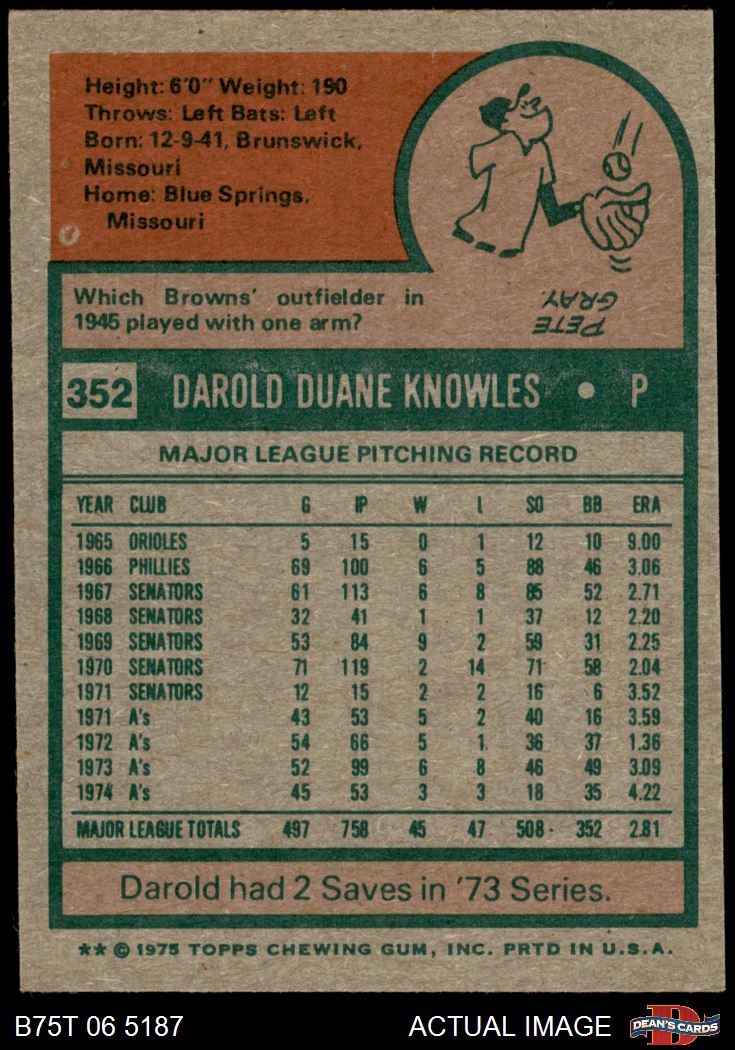 Height: 6'0" Weight: 190
Throws: Left Bats: Left
Born: 12-9-41, Brunswick,
Missouri
Home: Blue Springs,
Missouri
Which Browns' outfielder in
1945 played with one arm?
PETE
GRAY.
352 DAROLD DUANE KNOWLES • P
MAJOR LEAGUE PITCHING RECORD
YEAR CLUB G IP W L SO BB ERA
1965 ORIOLES 5 15 0 1 12 10 9.00
1966 PHILLIES 69 100 6 5 88 46 3.06
1967 SENATORS 61 113 6 8 85 52 2.71
1968 SENATORS 32 41 1 1 37 12 2.20
1969 SENATORS 53 84 9 2 59 31 2.25
1970 SENATORS 71 119 2 14 71 58 2.04
1971 SENATORS 12 15 2 2 16 6 3.52
1971 A's 43 53 5 2 40 16 3.59
1972 A's 54 66 5 1 36 37 1.36
1973 A's 52 99 6 8 46 49 3.09
1974 A's 45 53 3 3 18 35 4.22
MAJOR LEAGUE TOTALS 497 758 45 47 508 352 2.81
Darold had 2 Saves in '73 Series.
** © 1975 TOPPS CHEWING GUM, INC. PRTD IN U.S.A.
B75T 06 5187 ACTUAL IMAGE DEAN'S CARDS